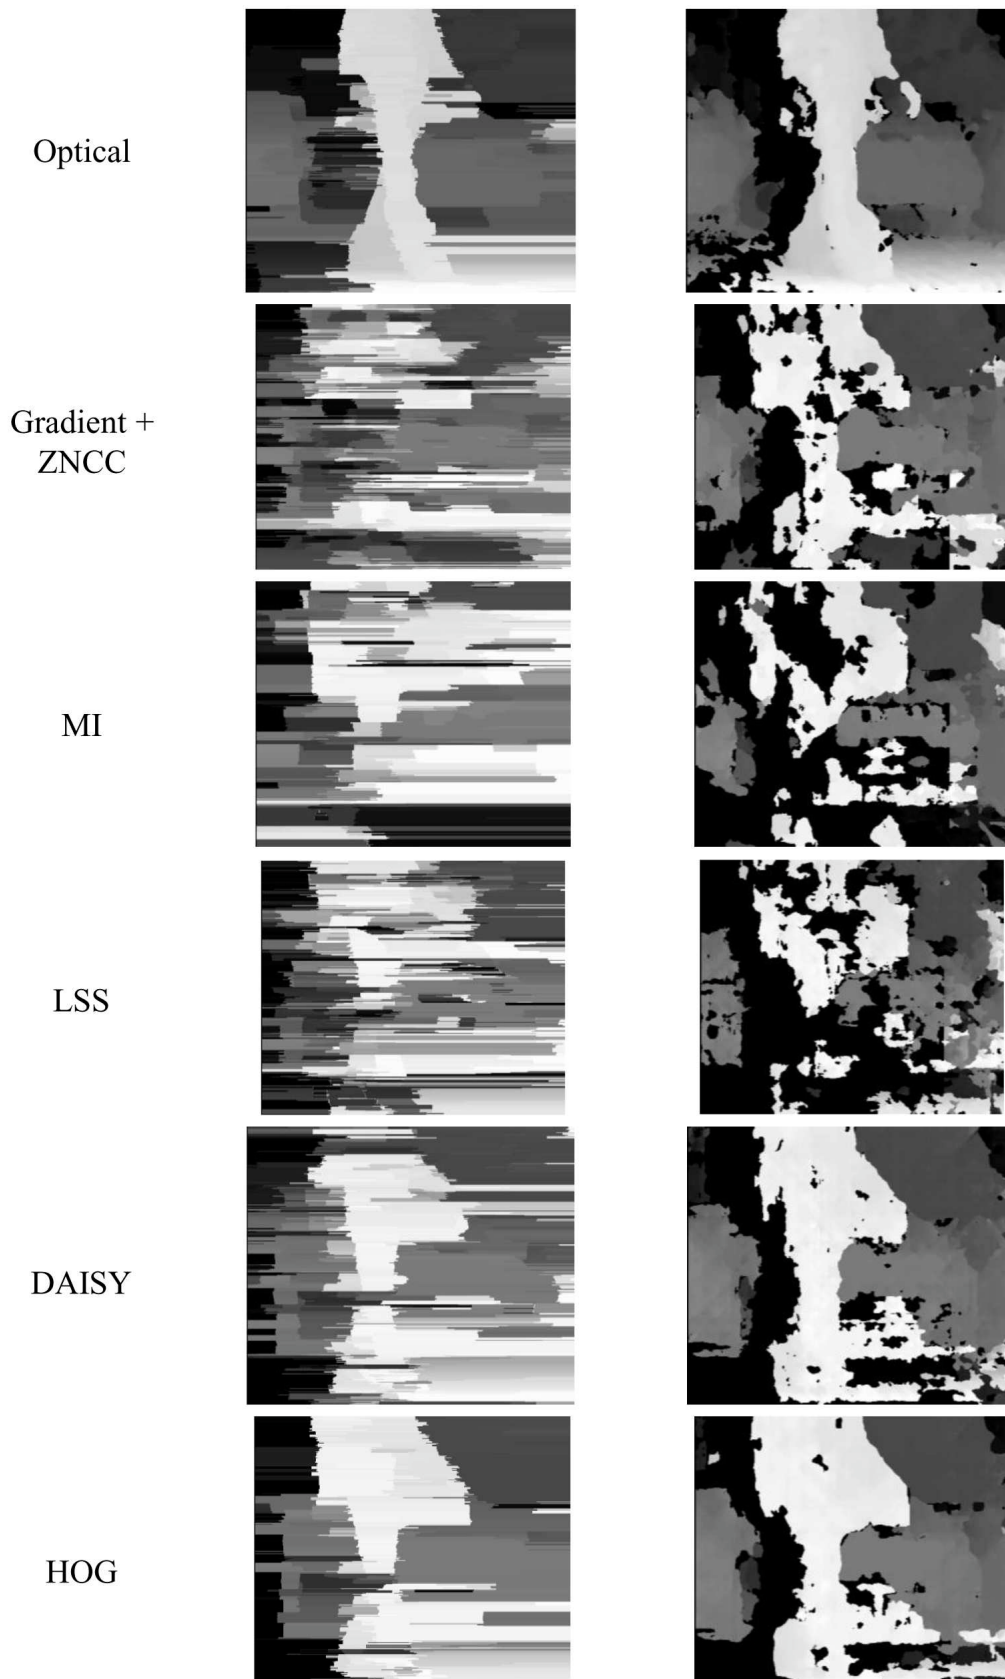 Optical
Gradient +
ZNCC
MI
LSS
DAISY
HOG